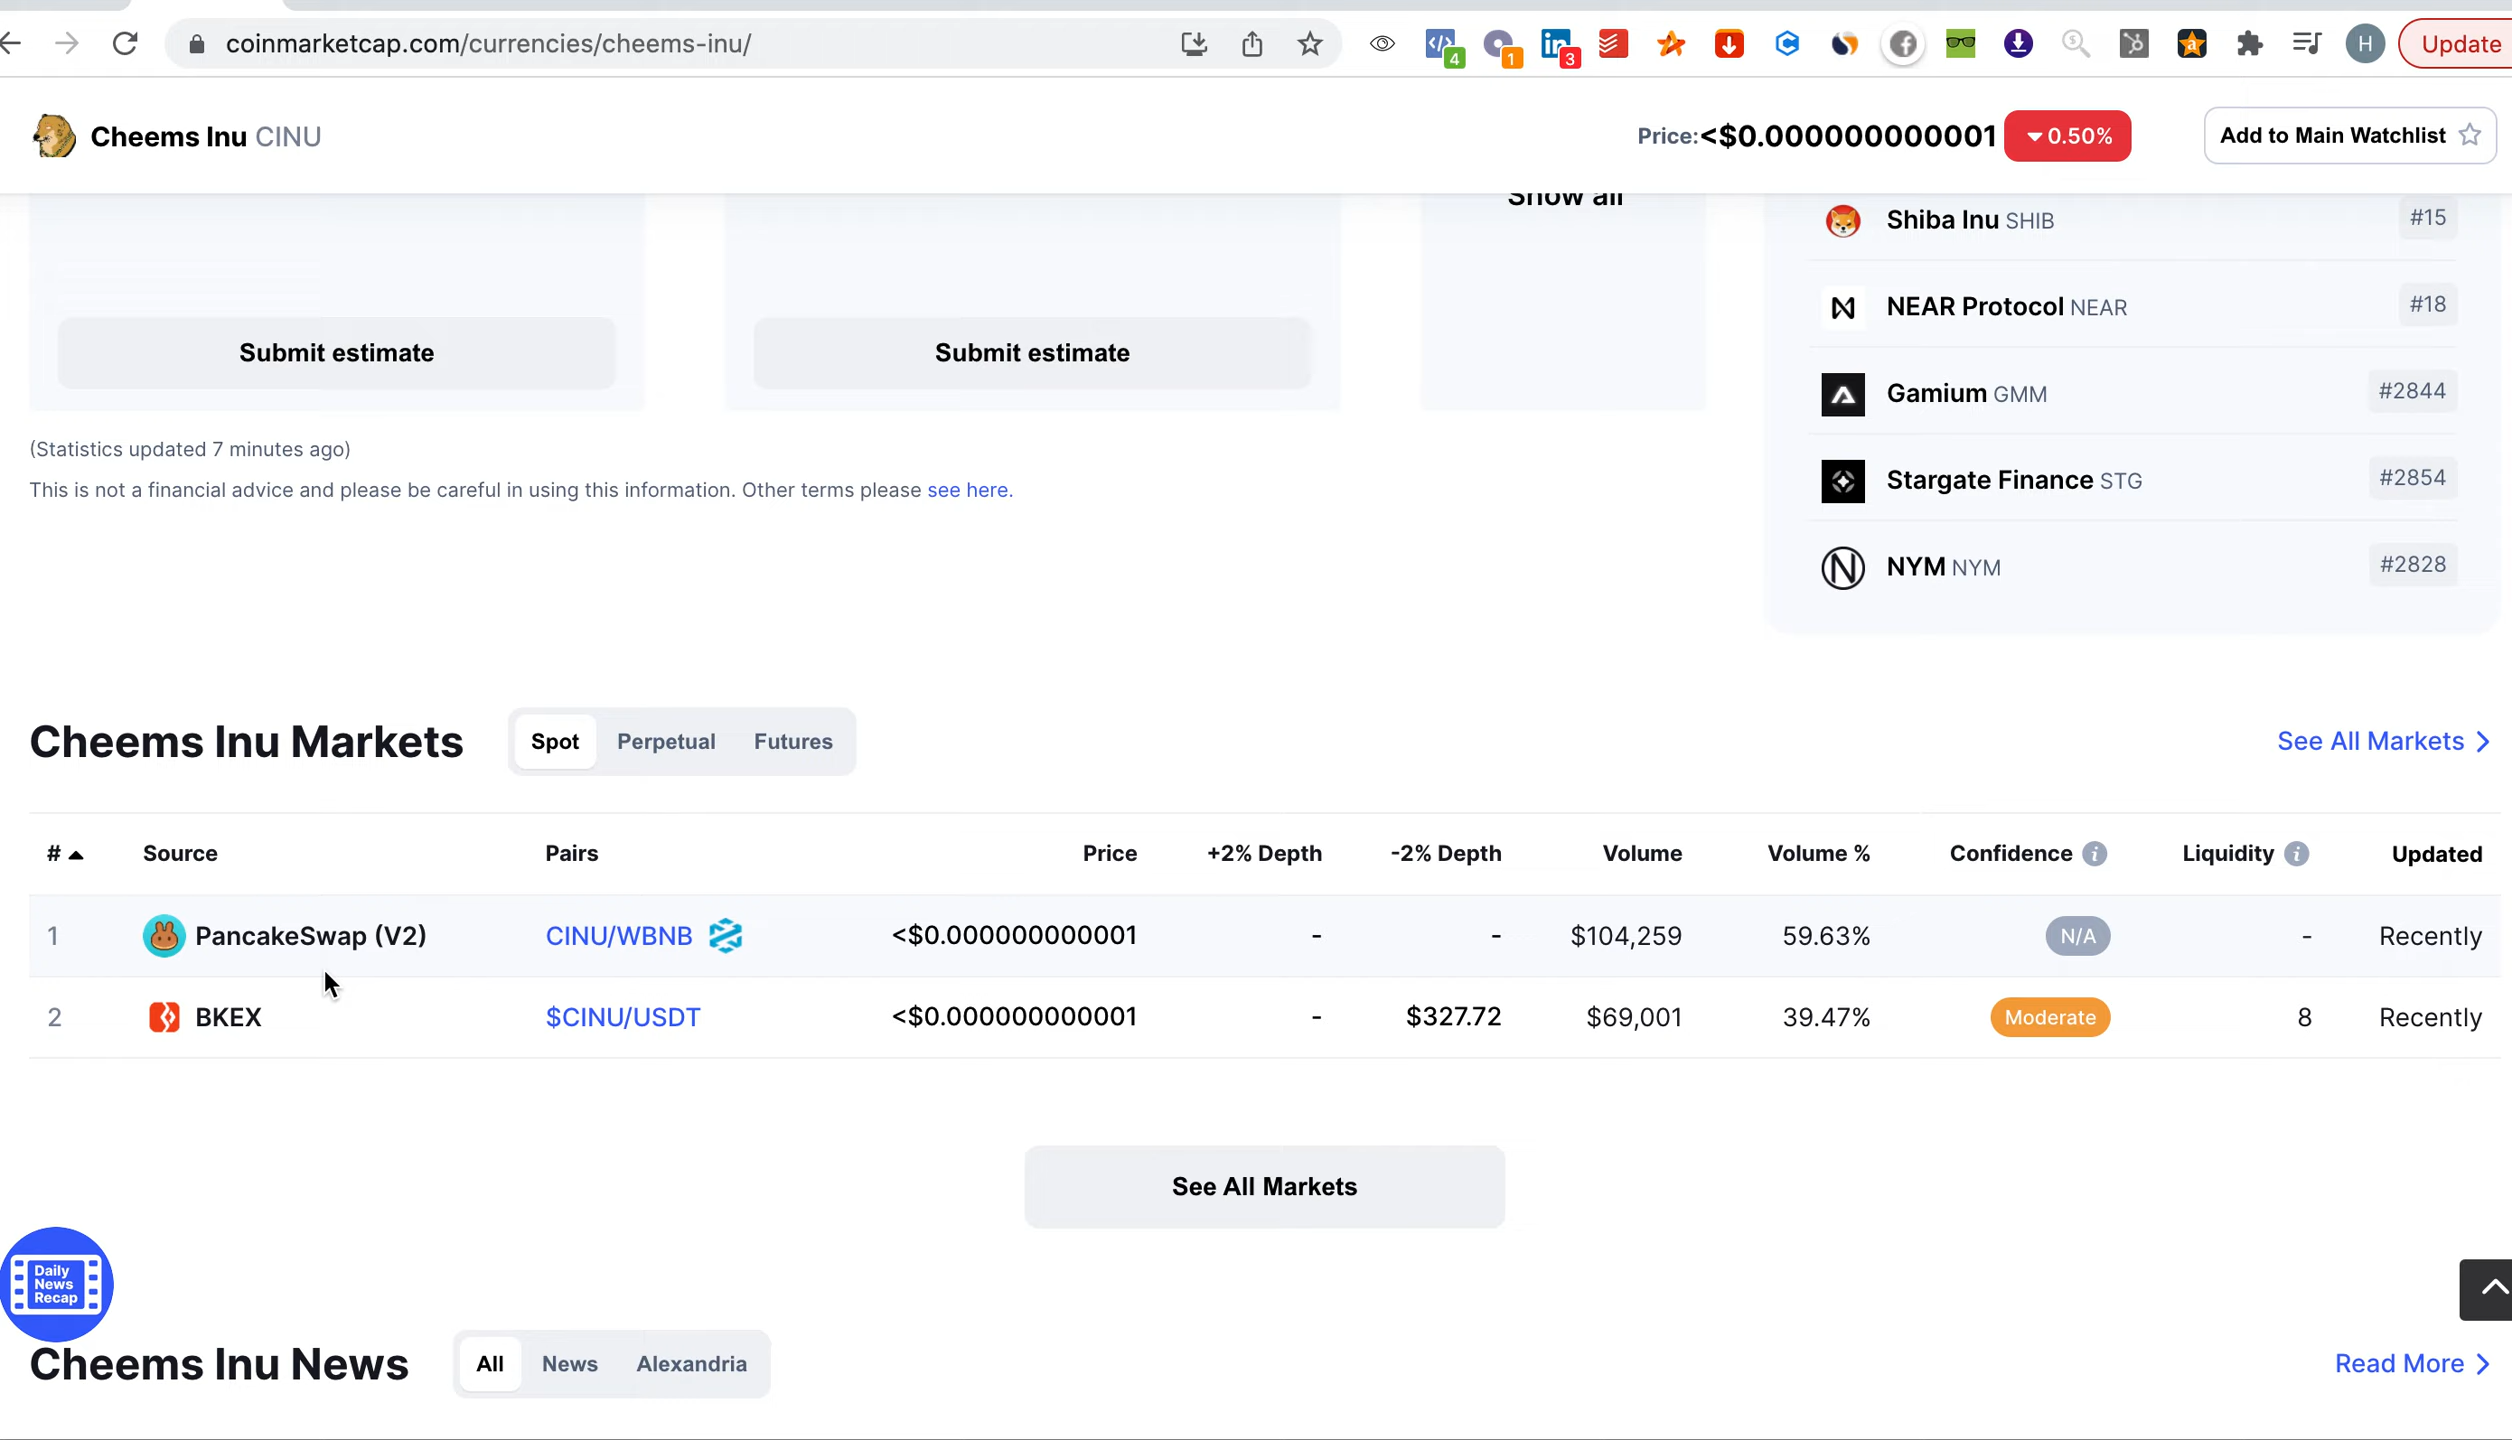 coinmarketcap.com/currencies/cheems-inu/
4
1
in
3
a
H
Update
Cheems Inu CINU
Price:<$0.000000000001
0.50%
Add to Main Watchlist
Show all
Shiba Inu SHIB #15
NEAR Protocol NEAR #18
Submit estimate
Submit estimate
Gamium GMM #2844
(Statistics updated 7 minutes ago)
Stargate Finance STG #2854
This is not a financial advice and please be careful in using this information. Other terms please see here.
NYM NYM #2828
Cheems Inu Markets
Spot Perpetual Futures
See All Markets
# Source Pairs Price +2% Depth -2% Depth Volume Volume % Confidence Liquidity Updated
1 PancakeSwap (V2) CINU/WBNB <$0.000000000001 - - $104,259 59.63% N/A - Recently
2 BKEX $CINU/USDT <$0.000000000001 - $327.72 $69,001 39.47% Moderate 8 Recently
See All Markets
Daily
News
Recap
Cheems Inu News
All News Alexandria
Read More